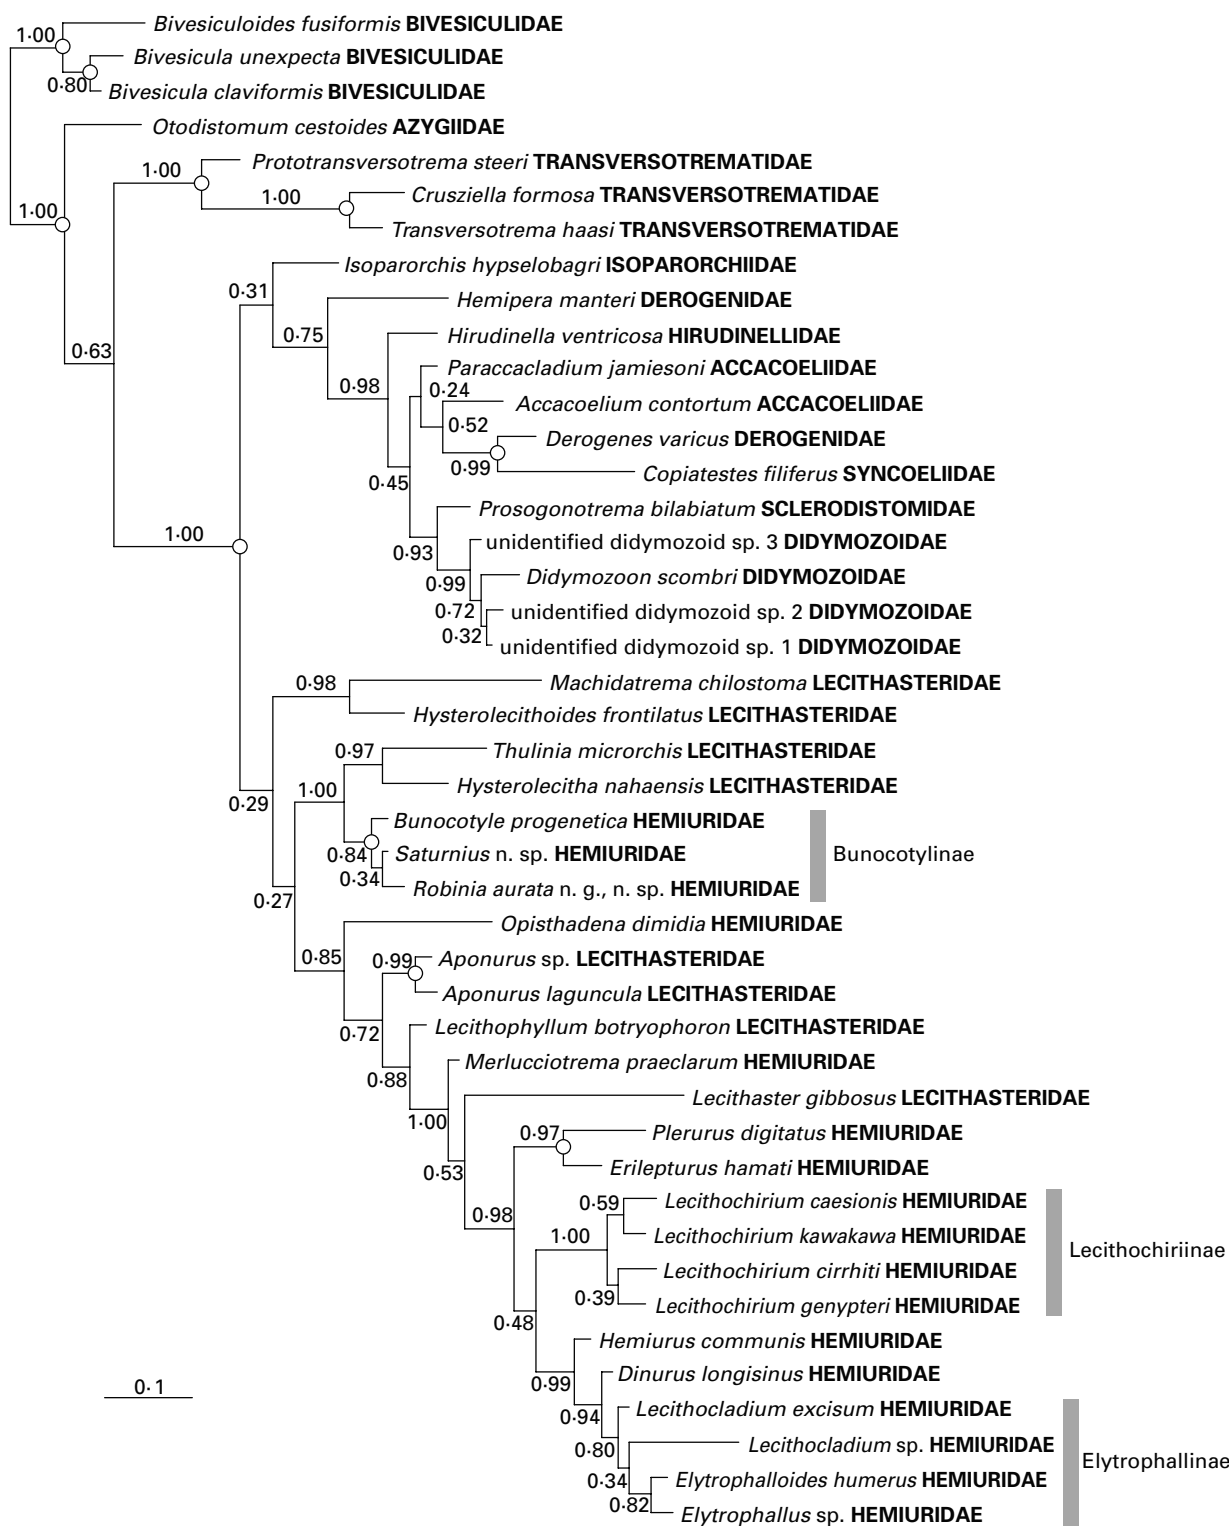 Bivesiculoides fusiformis BIVESICULIDAE
1·00
Bivesicula unexpecta BIVESICULIDAE
0·80
Bivesicula claviformis BIVESICULIDAE
Otodistomum cestoides AZYGIIDAE
Prototransversotrema steeri TRANSVERSOTREMATIDAE
1·00
1·00
Crusziella formosa TRANSVERSOTREMATIDAE
1·00
Transversotrema haasi TRANSVERSOTREMATIDAE
Isoparorchis hypselobagri ISOPARORCHIIDAE
0·31
Hemipera manteri DEROGENIDAE
0·75
Hirudinella ventricosa HIRUDINELLIDAE
0·63
Paraccacladium jamiesoni ACCACOELIIDAE
0·98
0·24
Accacoelium contortum ACCACOELIIDAE
0·52
Derogenes varicus DEROGENIDAE
0·99
Copiatestes filiferus SYNCOELIIDAE
0·45
Prosogonotrema bilabiatum SCLERODISTOMIDAE
1·00
unidentified didymozoid sp. 3 DIDYMOZOIDAE
0·93
Didymozoon scombri DIDYMOZOIDAE
0·99
unidentified didymozoid sp. 2 DIDYMOZOIDAE
0·72
0·32
unidentified didymozoid sp. 1 DIDYMOZOIDAE
0·98
Machidatrema chilostoma LECITHASTERIDAE
Hysterolecithoides frontilatus LECITHASTERIDAE
0·97
Thulinia microrchis LECITHASTERIDAE
1·00
Hysterolecitha nahaensis LECITHASTERIDAE
0·29
Bunocotyle progenetica HEMIURIDAE
0·84
Saturnius n. sp. HEMIURIDAE
Bunocotylinae
0·34
Robinia aurata n. g., n. sp. HEMIURIDAE
0·27
Opisthadena dimidia HEMIURIDAE
0·85
0·99
Aponurus sp. LECITHASTERIDAE
Aponurus laguncula LECITHASTERIDAE
0·72
Lecithophyllum botryophoron LECITHASTERIDAE
Merlucciotrema praeclarum HEMIURIDAE
0·88
Lecithaster gibbosus LECITHASTERIDAE
1·00
0·97
Plerurus digitatus HEMIURIDAE
0·53
Erilepturus hamati HEMIURIDAE
0·59
Lecithochirium caesionis HEMIURIDAE
0·98
1·00
Lecithochirium kawakawa HEMIURIDAE
Lecithochiriinae
Lecithochirium cirrhiti HEMIURIDAE
0·39
Lecithochirium genypteri HEMIURIDAE
0·48
Hemiurus communis HEMIURIDAE
Dinurus longisinus HEMIURIDAE
0·99
0·1
Lecithocladium excisum HEMIURIDAE
0·94
Lecithocladium sp. HEMIURIDAE
0·80
Elytrophallinae
0·34
Elytrophalloides humerus HEMIURIDAE
0·82
Elytrophallus sp. HEMIURIDAE